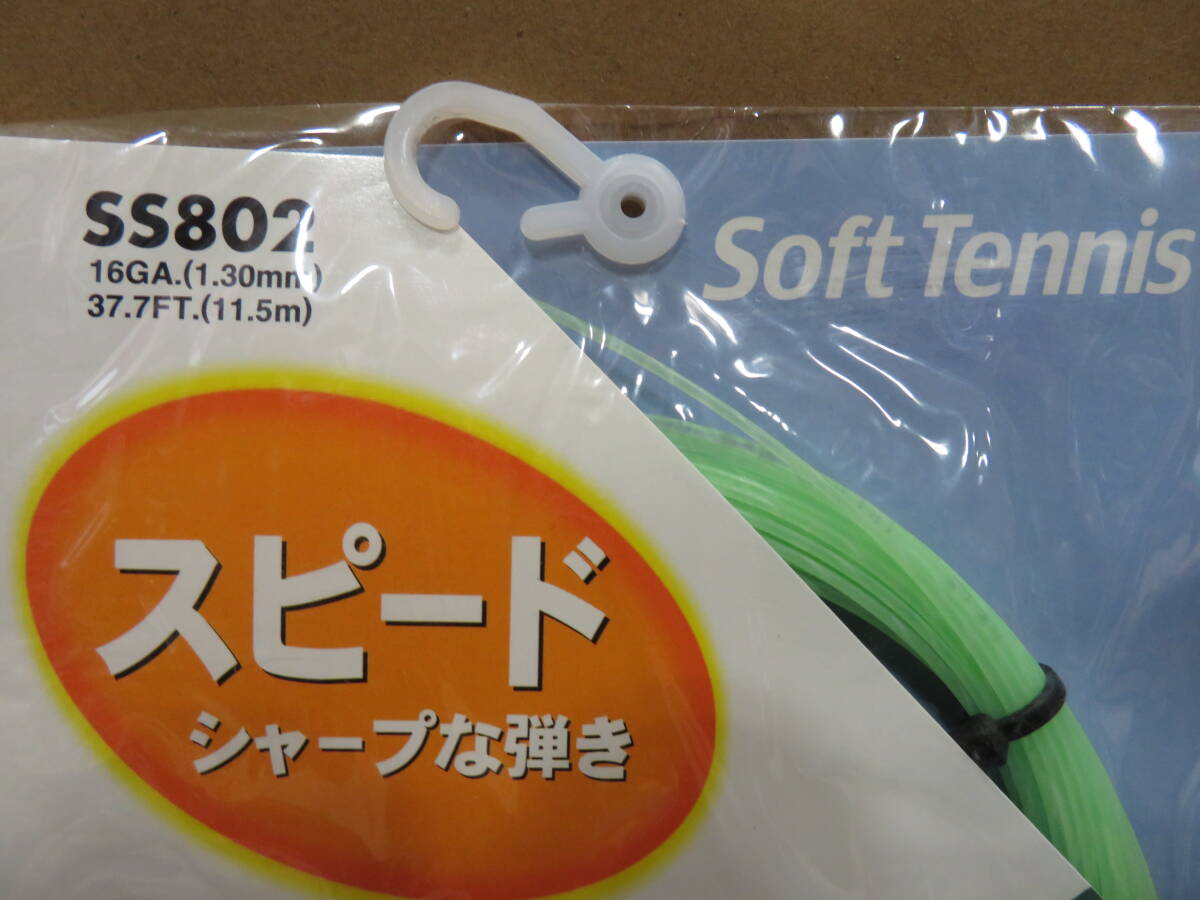 SS802
16GA.(1.30mm)
37.7FT.(11.5m)
Soft Tennis
スピード
シャープな弾き